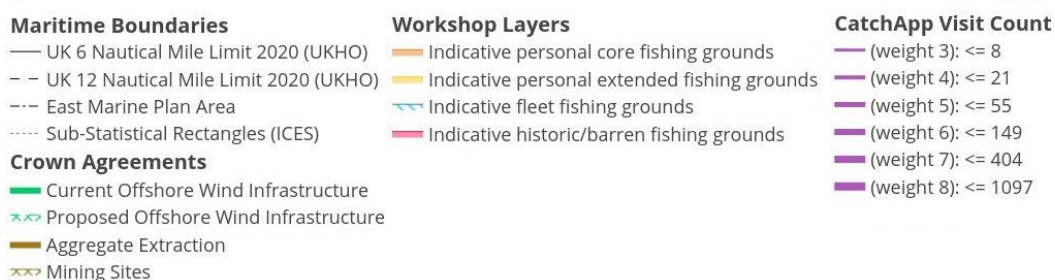 Maritime Boundaries
UK 6 Nautical Mile Limit 2020 (UKHO)
UK 12 Nautical Mile Limit 2020 (UKHO)
East Marine Plan Area
Sub-Statistical Rectangles (ICES)
Crown Agreements
Current Offshore Wind Infrastructure
Proposed Offshore Wind Infrastructure
Aggregate Extraction
Mining Sites
Workshop Layers
Indicative personal core fishing grounds
Indicative personal extended fishing grounds
Indicative fleet fishing grounds
Indicative historic/barren fishing grounds
CatchApp Visit Count
(weight 3): <= 8
(weight 4): <= 21
(weight 5): <= 55
(weight 6): <= 149
(weight 7): <= 404
(weight 8): <= 1097